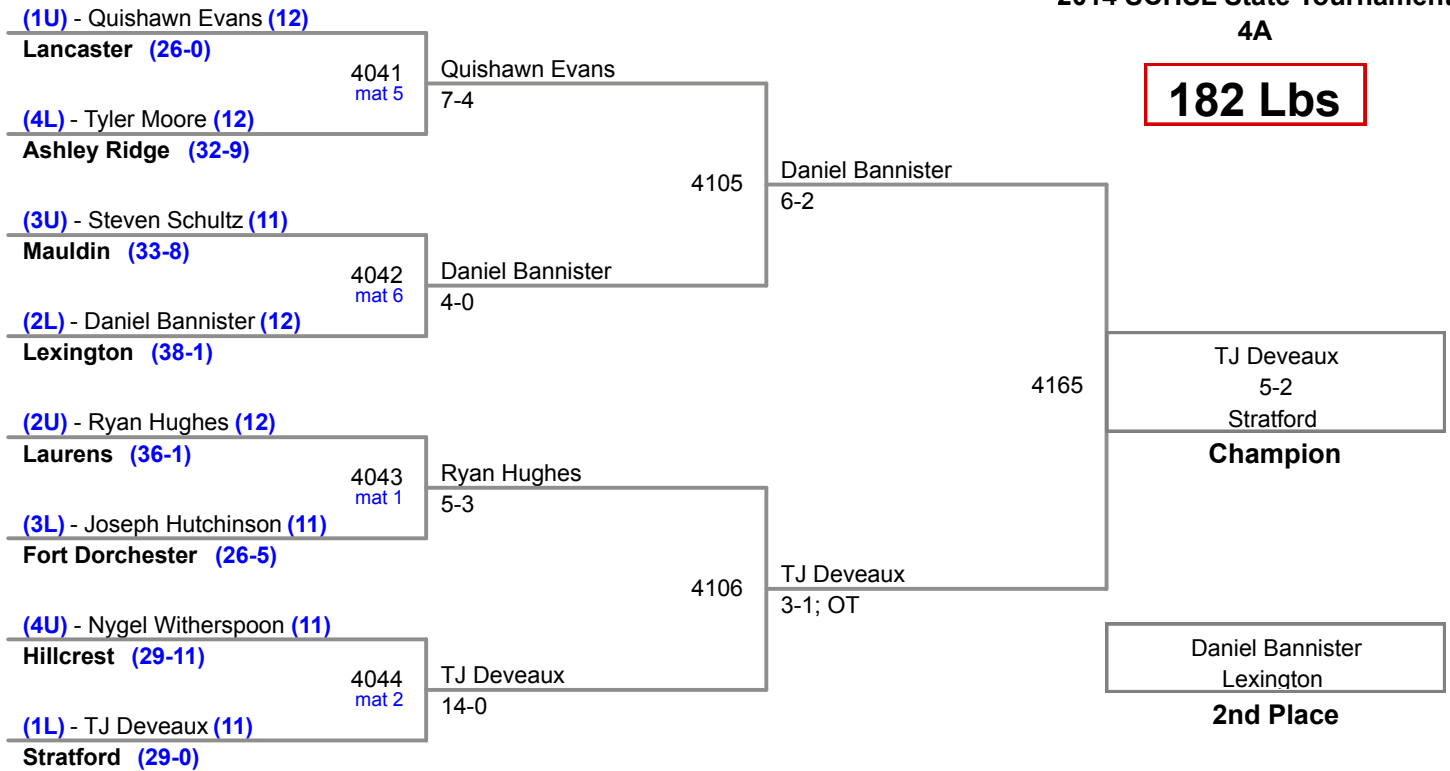 2014 SCHSL State Tournament
4A
182 Lbs
(1U) - Quishawn Evans (12)
Lancaster (26-0)
4041
mat 5
Quishawn Evans
7-4
(4L) - Tyler Moore (12)
Ashley Ridge (32-9)
4105
Daniel Bannister
6-2
(3U) - Steven Schultz (11)
Mauldin (33-8)
4042
mat 6
Daniel Bannister
4-0
(2L) - Daniel Bannister (12)
Lexington (38-1)
4165
TJ Deveaux
5-2
Stratford
Champion
(2U) - Ryan Hughes (12)
Laurens (36-1)
4043
mat 1
Ryan Hughes
5-3
(3L) - Joseph Hutchinson (11)
Fort Dorchester (26-5)
4106
TJ Deveaux
3-1; OT
(4U) - Nygel Witherspoon (11)
Hillcrest (29-11)
4044
mat 2
TJ Deveaux
14-0
(1L) - TJ Deveaux (11)
Stratford (29-0)
Daniel Bannister
Lexington
2nd Place